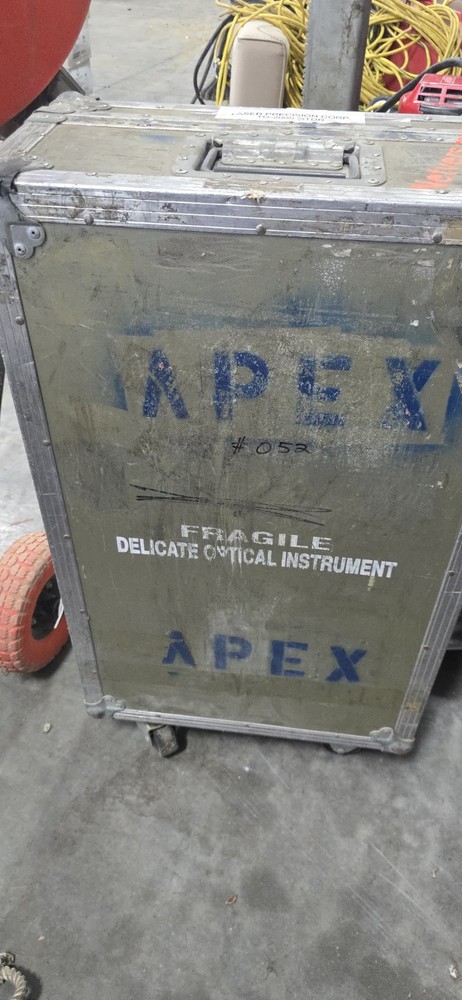 LASER PRECISION CORP.
APEX
# 052
FRAGILE
DELICATE OPTICAL INSTRUMENT
APEX